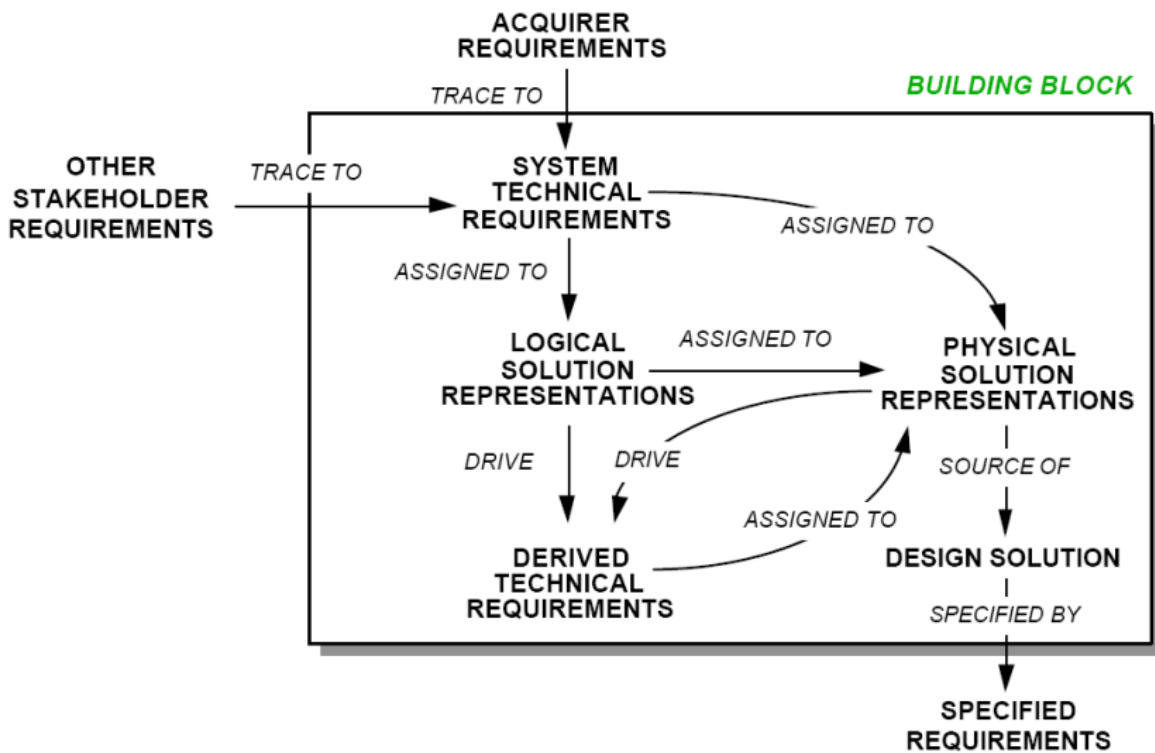 ACQUIRER
REQUIREMENTS
BUILDING BLOCK
TRACE TO
OTHER
STAKEHOLDER
REQUIREMENTS
TRACE TO
SYSTEM
TECHNICAL
REQUIREMENTS
ASSIGNED TO
ASSIGNED TO
LOGICAL
SOLUTION
REPRESENTATIONS
ASSIGNED TO
PHYSICAL
SOLUTION
REPRESENTATIONS
DRIVE
DRIVE
SOURCE OF
ASSIGNED TO
DERIVED
TECHNICAL
REQUIREMENTS
DESIGN SOLUTION
SPECIFIED BY
SPECIFIED
REQUIREMENTS